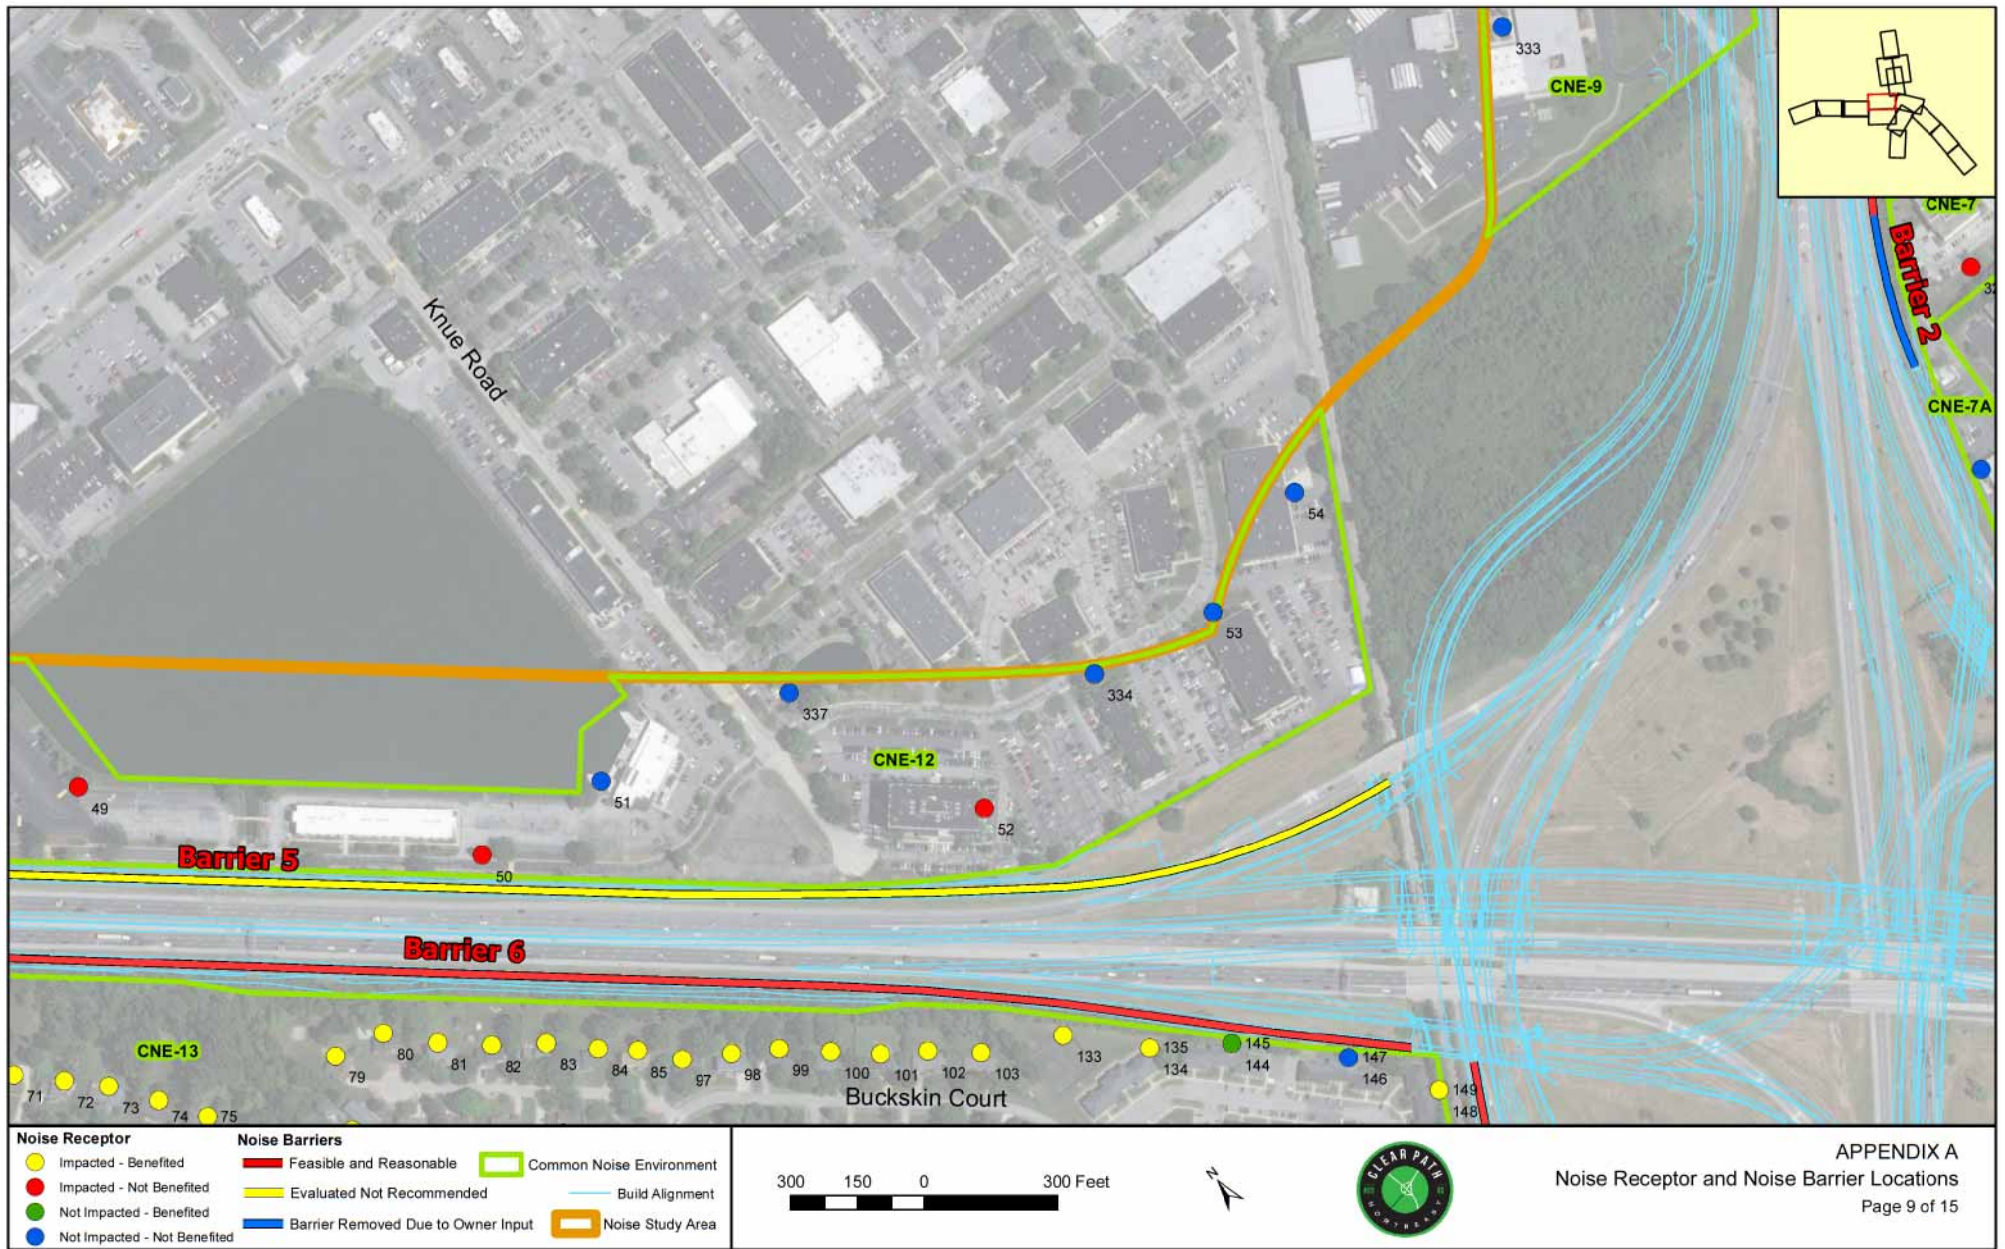 333
CNE-9
CNE-7
Barrier 2
CNE-7A
Knue Road
54
53
334
337
CNE-12
51
49
52
50
Barrier 5
Barrier 6
CNE-13
80
81
82
83
84
85
97
98
99
100
101
102
103
133
135
134
145
144
147
146
149
148
79
71
72
73
74
75
Buckskin Court
Noise Receptor
Impacted - Benefited
Impacted - Not Benefited
Not Impacted - Benefited
Not Impacted - Not Benefited
Noise Barriers
Feasible and Reasonable
Evaluated Not Recommended
Barrier Removed Due to Owner Input
Common Noise Environment
Build Alignment
Noise Study Area
300 150 0 300 Feet
N
CLEAR PATH
NORTHEAST
APPENDIX A
Noise Receptor and Noise Barrier Locations
Page 9 of 15